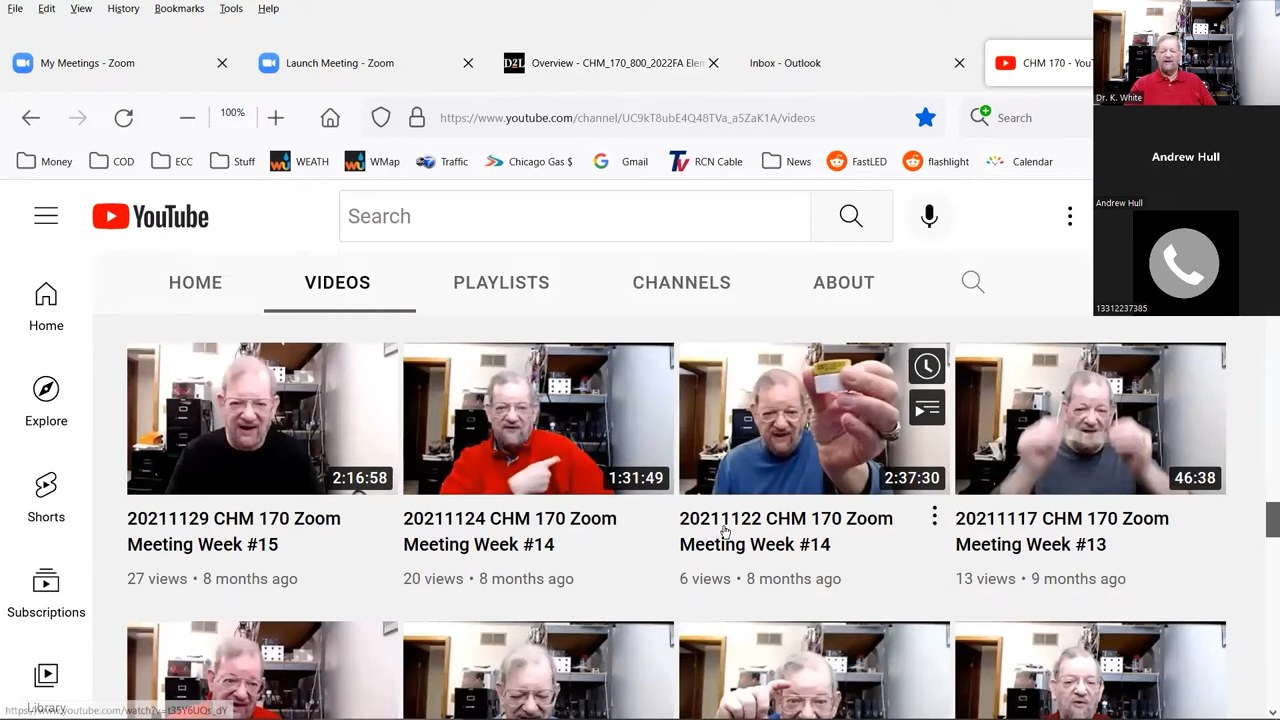 File Edit View History Bookmarks Tools Help
My Meetings - Zoom
Launch Meeting - Zoom
D2L Overview - CHM_170_380_2022FA Elen
Inbox - Outlook
CHM 170 - You
100%
https://www.youtube.com/channel/UC9kT8ubE4Q48TVa_a5ZaK1A/videos
Search
Money COD ECC Stuff WEATH WMap Traffic Chicago Gas $ Gmail RCN Cable News FastLED flashlight Calendar
YouTube
Search
HOME VIDEOS PLAYLISTS CHANNELS ABOUT
Home
Explore
Shorts
Subscriptions
Library
2:16:58
20211129 CHM 170 Zoom
Meeting Week #15
27 views • 8 months ago
1:31:49
20211124 CHM 170 Zoom
Meeting Week #14
20 views • 8 months ago
2:37:30
20211122 CHM 170 Zoom
Meeting Week #14
6 views • 8 months ago
46:38
20211117 CHM 170 Zoom
Meeting Week #13
13 views • 9 months ago
Dr. K. White
Andrew Hull
Andrew Hull
13312237385